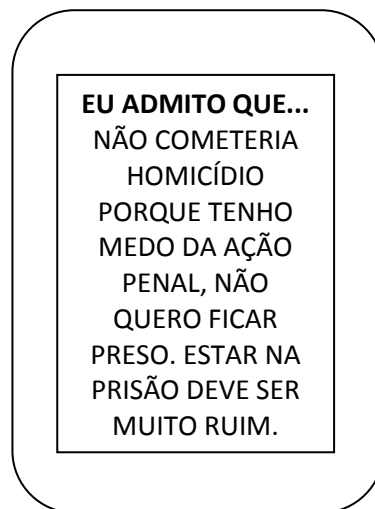 EU ADMITO QUE...
NÃO COMETERIA
HOMICÍDIO
PORQUE TENHO
MEDO DA AÇÃO
PENAL, NÃO
QUERO FICAR
PRESO. ESTAR NA
PRISÃO DEVE SER
MUITO RUIM.